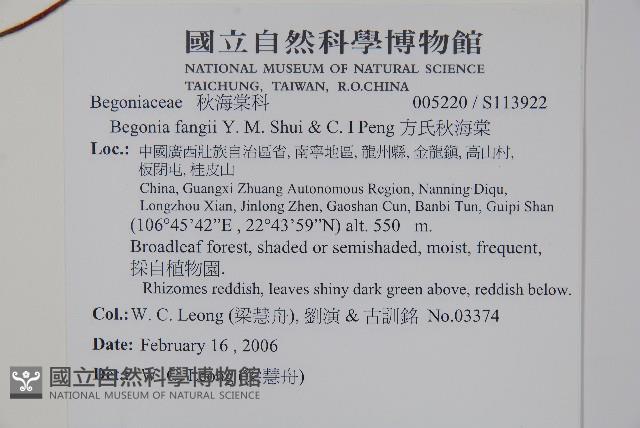 國立自然科學博物館
NATIONAL MUSEUM OF NATURAL SCIENCE
TAICHUNG, TAIWAN, R.O.CHINA
Begoniaceae 秋海棠科 005220 / S113922
Begonia fangii Y. M. Shui & C. I Peng 方氏秋海棠
Loc.: 中國廣西壯族自治區省, 南寧地區, 龍州縣, 金龍鎮, 高山村,
板閉屯, 桂皮山
China, Guangxi Zhuang Autonomous Region, Nanning Diqu,
Longzhou Xian, Jinlong Zhen, Gaoshan Cun, Banbi Tun, Guipi Shan
(106°45'42"E , 22°43'59"N) alt. 550 m.
Broadleaf forest, shaded or semishaded, moist, frequent,
採自植物園.
Rhizomes reddish, leaves shiny dark green above, reddish below.
Col.: W. C. Leong (梁慧舟), 劉演 & 古訓銘 No.03374
Date: February 16 , 2006
Det.: W. C. Leong (梁慧舟)
國立自然科學博物館
NATIONAL MUSEUM OF NATURAL SCIENCE